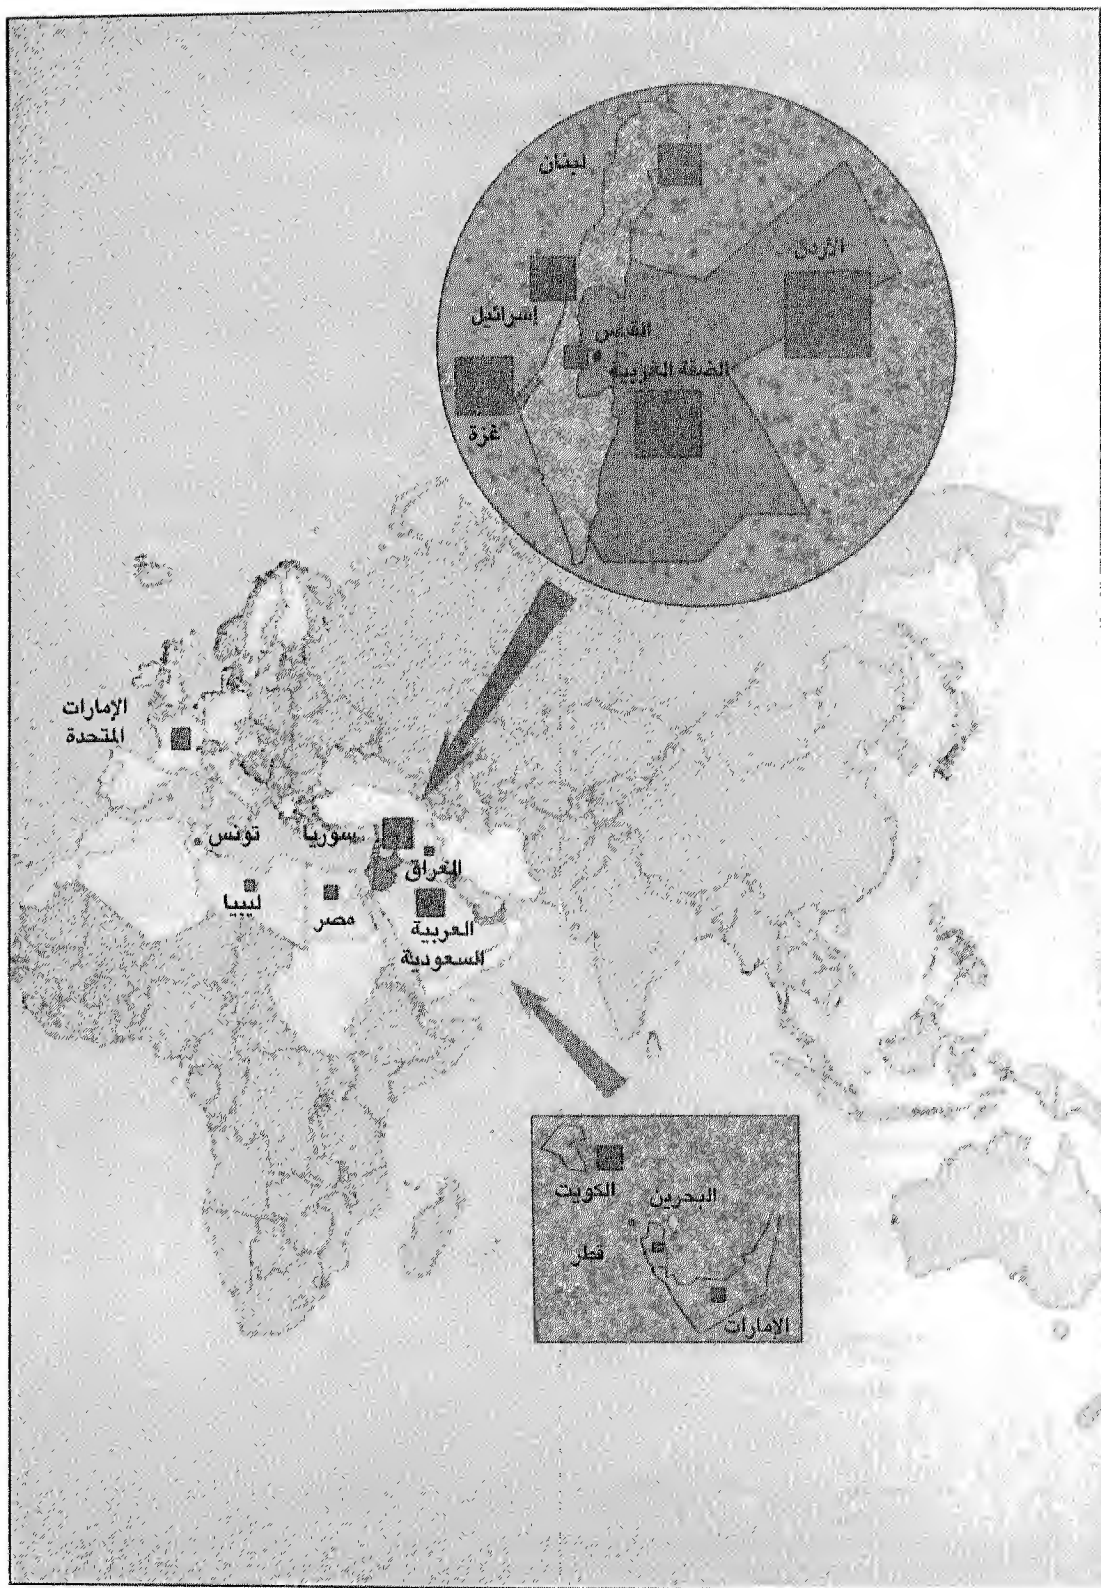 لبنان
الأردن
إسرائيل
القدس
الضفة الغربية
غزة
الإمارات
المتحدة
تونس
سوريا
العراق
ليبيا
مصر
العربية
السعودية
الكويت
البحرين
قطر
الإمارات